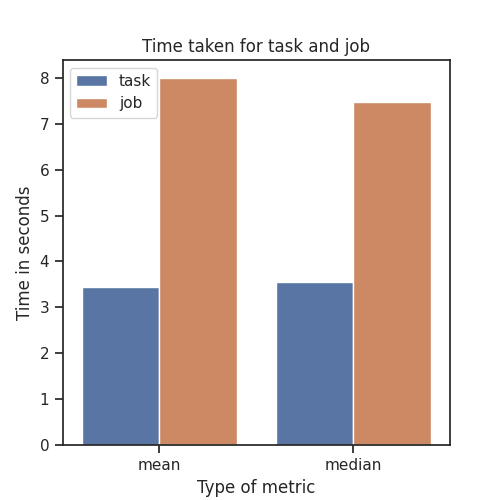 Time taken for task and job
task
job
Time in seconds
8
7
6
5
4
3
2
1
0
mean median
Type of metric